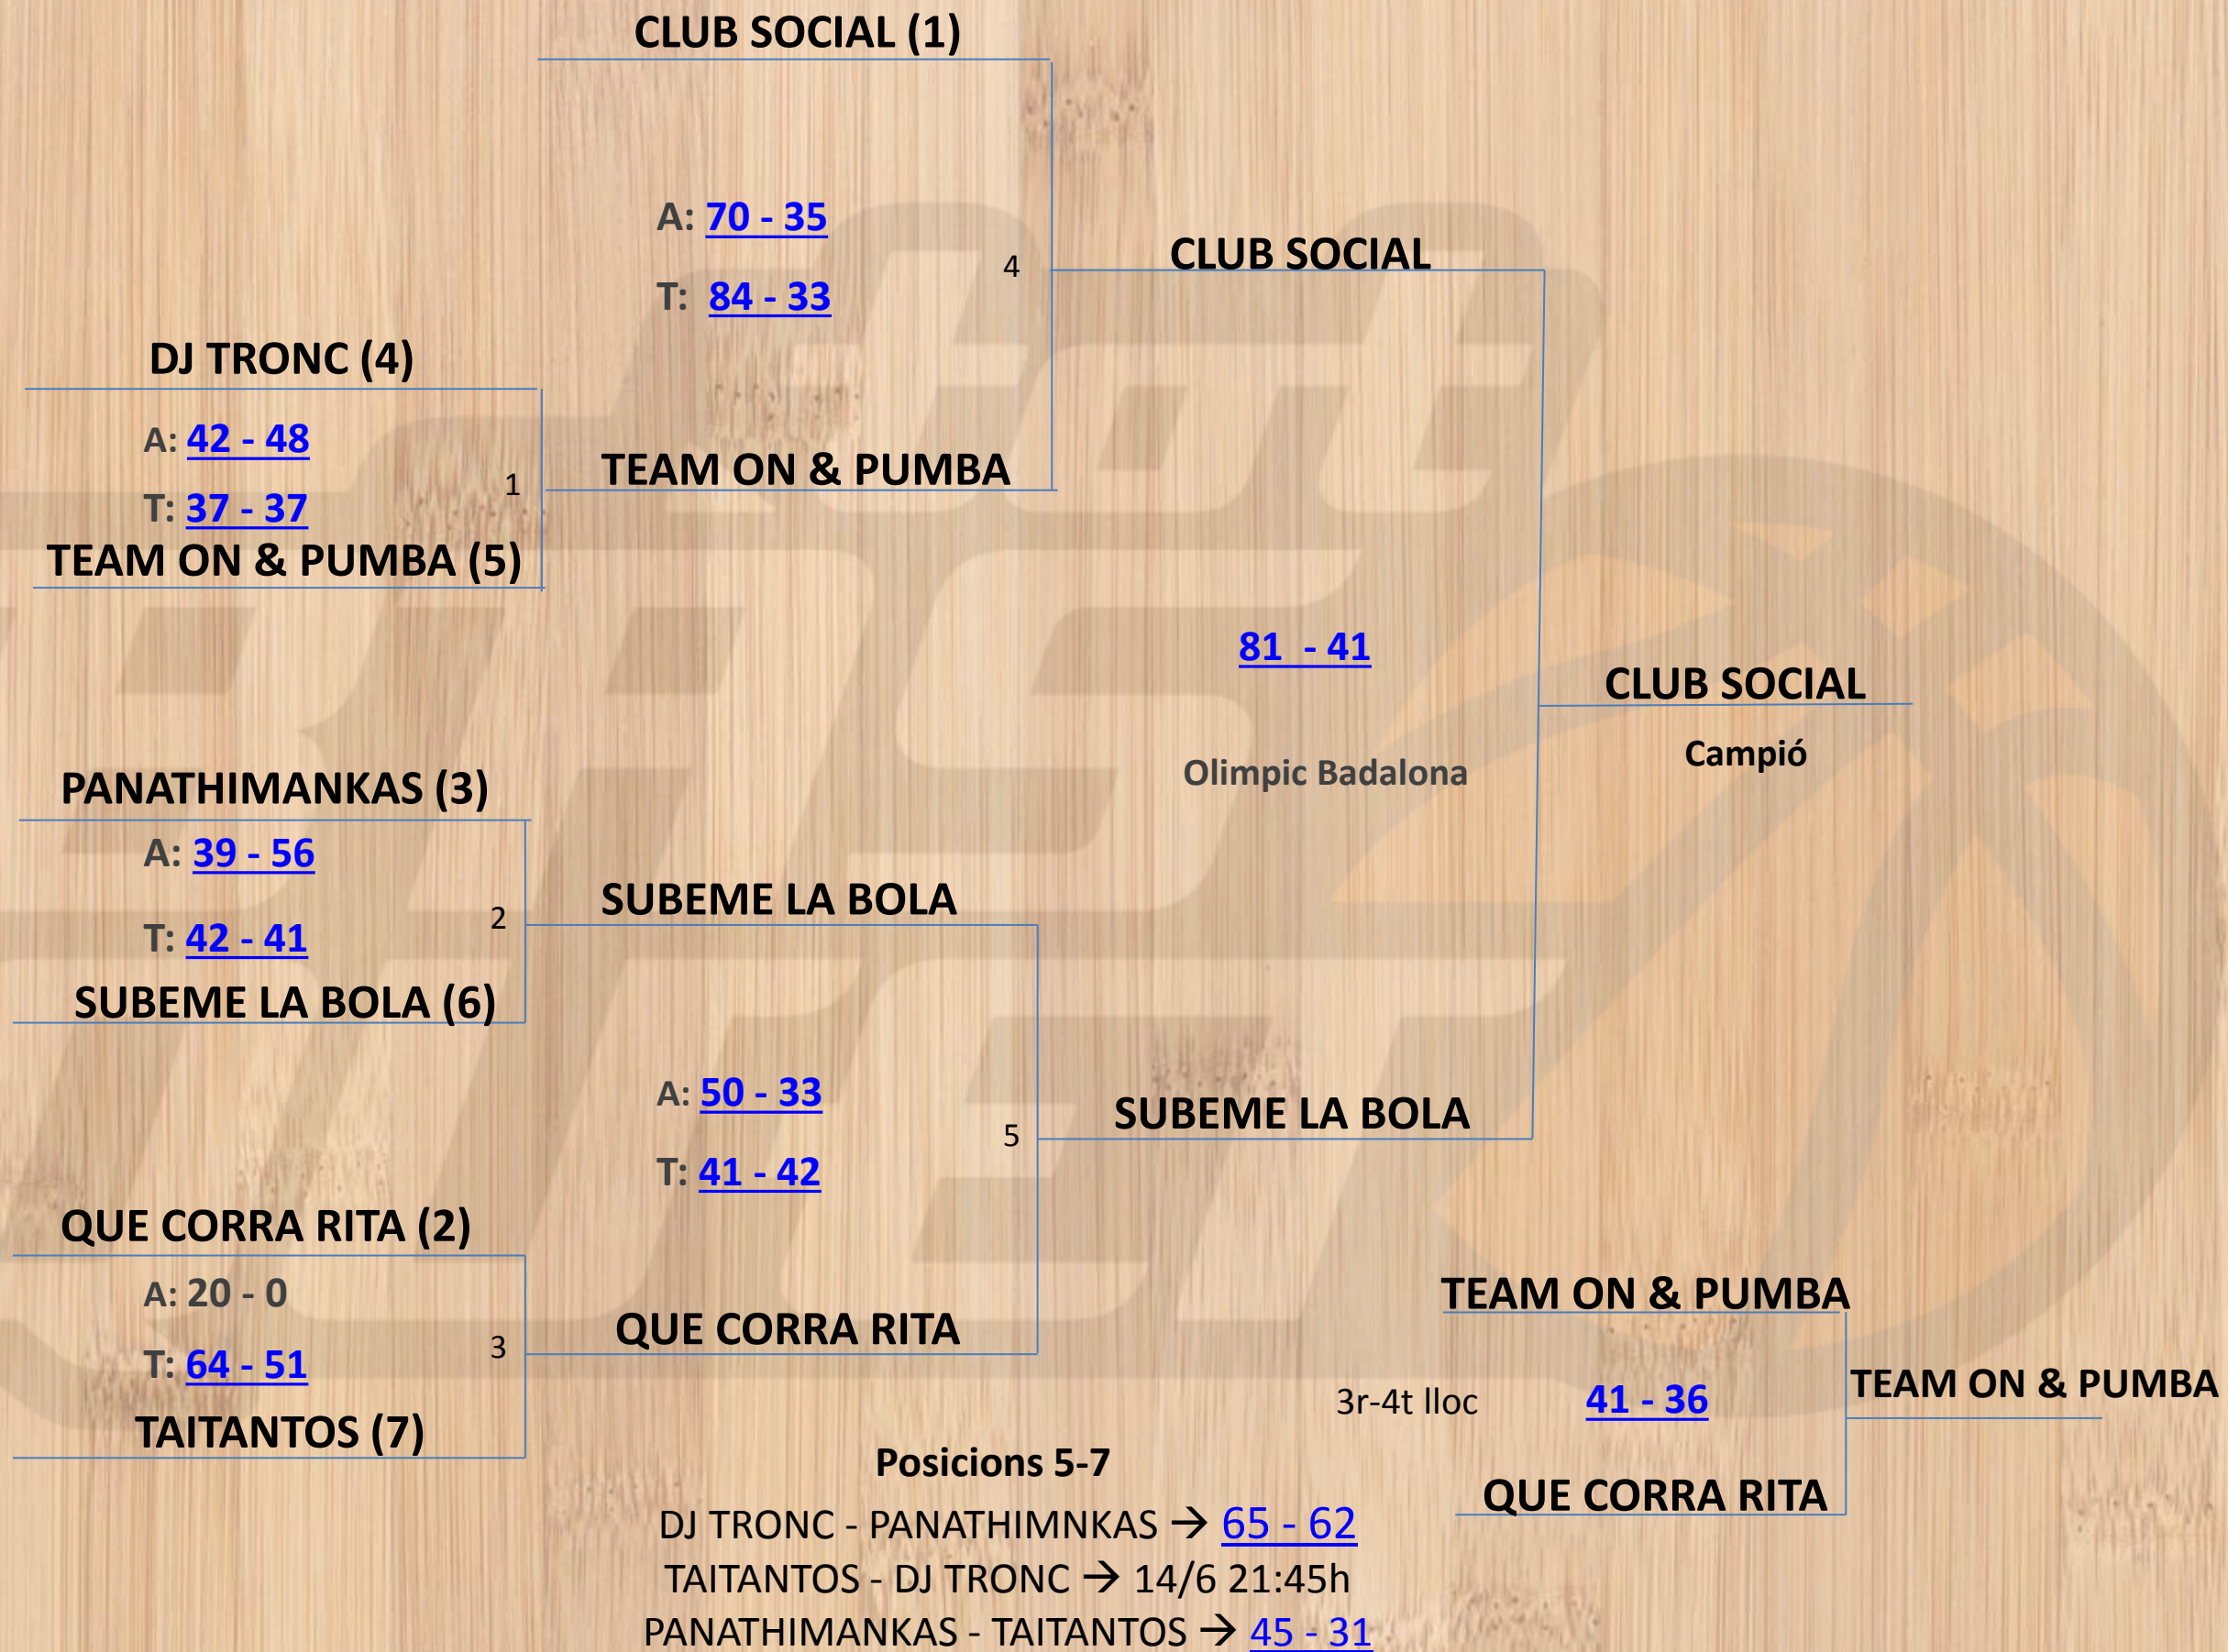 CLUB SOCIAL (1)
A: 70 - 35
T: 84 - 33
4
CLUB SOCIAL
DJ TRONC (4)
A: 42 - 48
T: 37 - 37
1
TEAM ON & PUMBA
TEAM ON & PUMBA (5)
81 - 41
CLUB SOCIAL
Campió
Olimpic Badalona
PANATHIMANKAS (3)
A: 39 - 56
T: 42 - 41
2
SUBEME LA BOLA
SUBEME LA BOLA (6)
A: 50 - 33
T: 41 - 42
5
SUBEME LA BOLA
QUE CORRA RITA (2)
A: 20 - 0
T: 64 - 51
3
QUE CORRA RITA
TAITANTOS (7)
TEAM ON & PUMBA
3r-4t lloc
41 - 36
TEAM ON & PUMBA
QUE CORRA RITA
Posicions 5-7
DJ TRONC - PANATHIMNKAS → 65 - 62
TAITANTOS - DJ TRONC → 14/6 21:45h
PANATHIMANKAS - TAITANTOS → 45 - 31